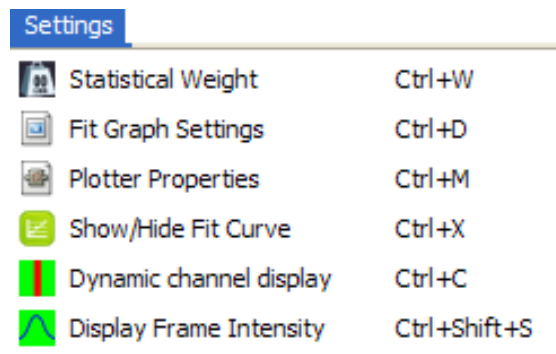 Settings
Statistical Weight Ctrl+W
Fit Graph Settings Ctrl+D
Plotter Properties Ctrl+M
Show/Hide Fit Curve Ctrl+X
Dynamic channel display Ctrl+C
Display Frame Intensity Ctrl+Shift+S